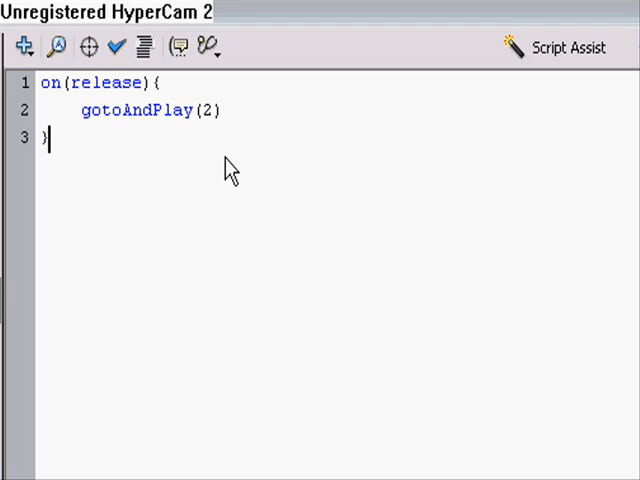 Unregistered HyperCam 2
Script Assist
1 on(release){
2 gotoAndPlay(2)
3 }